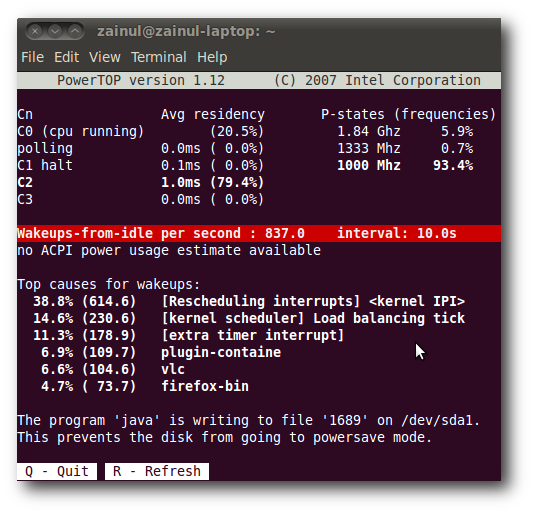 zainul@zainul-laptop: ~
File Edit View Terminal Help
PowerTOP version 1.12 (C) 2007 Intel Corporation
Cn Avg residency P-states (frequencies)
C0 (cpu running) (20.5%) 1.84 Ghz 5.9%
polling 0.0ms ( 0.0%) 1333 Mhz 0.7%
C1 halt 0.1ms ( 0.0%) 1000 Mhz 93.4%
C2 1.0ms (79.4%)
C3 0.0ms ( 0.0%)
Wakeups-from-idle per second : 837.0 interval: 10.0s
no ACPI power usage estimate available
Top causes for wakeups:
38.8% (614.6) [Rescheduling interrupts] <kernel IPI>
14.6% (230.6) [kernel scheduler] Load balancing tick
11.3% (178.9) [extra timer interrupt]
6.9% (109.7) plugin-containe
6.6% (104.6) vlc
4.7% ( 73.7) firefox-bin
The program 'java' is writing to file '1689' on /dev/sda1.
This prevents the disk from going to powersave mode.
Q - Quit R - Refresh